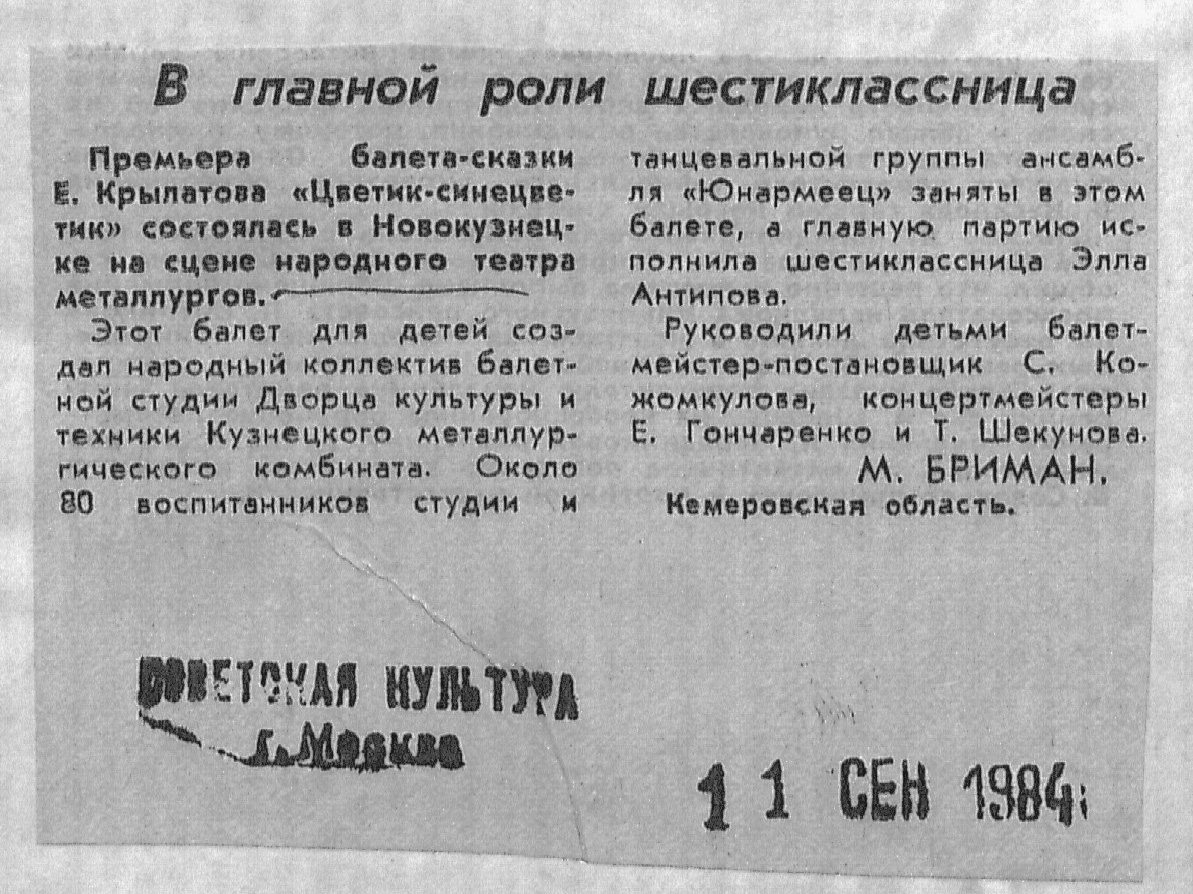 В главной роли шестиклассница
Премьера балета-сказки
Е. Крылатова «Цветик-синецве-
тик» состоялась в Новокузнец-
ке на сцене народного театра
металлургов.
Этот балет для детей соз-
дал народный коллектив балет-
ной студии Дворца культуры и
техники Кузнецкого металлур-
гического комбината. Около
80 воспитанников студии и
танцевальной группы ансамб-
ля «Юнармеец» заняты в этом
балете, а главную партию ис-
полнила шестиклассница Элла
Антипова.
Руководили детьми балет-
мейстер-постановщик С. Ко-
жомкулова, концертмейстеры
Е. Гончаренко и Т. Шекунова.
М. БРИМАН.
Кемеровская область.
СОВЕТСКАЯ КУЛЬТУРА
г. Москва
11 СЕН 1984